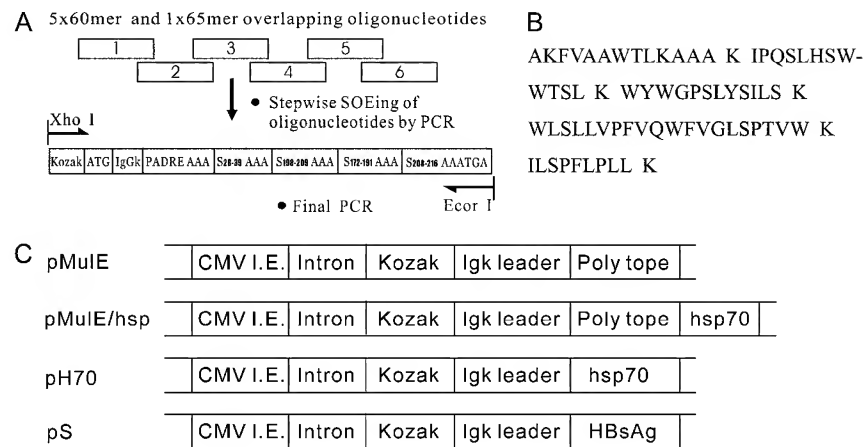 A
5x60mer and 1x65mer overlapping oligonucleotides
1
3
5
2
4
6
● Stepwise SOEing of
oligonucleotides by PCR
Xho I
Kozak ATG IgGk PADRE AAA S28-39 AAA S198-209 AAA S172-191 AAA S208-216 AAATGA
● Final PCR
Ecor I
B
AKFVAAWTLKAAA K IPQSLHSW-
WTSL K WYWGPSLYSILS K
WLSLLVPFVQWFVGLSPTVW K
ILSPFLPLL K
C
pMulE CMV I.E. Intron Kozak Igk leader Poly tope
pMulE/hsp CMV I.E. Intron Kozak Igk leader Poly tope hsp70
pH70 CMV I.E. Intron Kozak Igk leader hsp70
pS CMV I.E. Intron Kozak Igk leader HBsAg